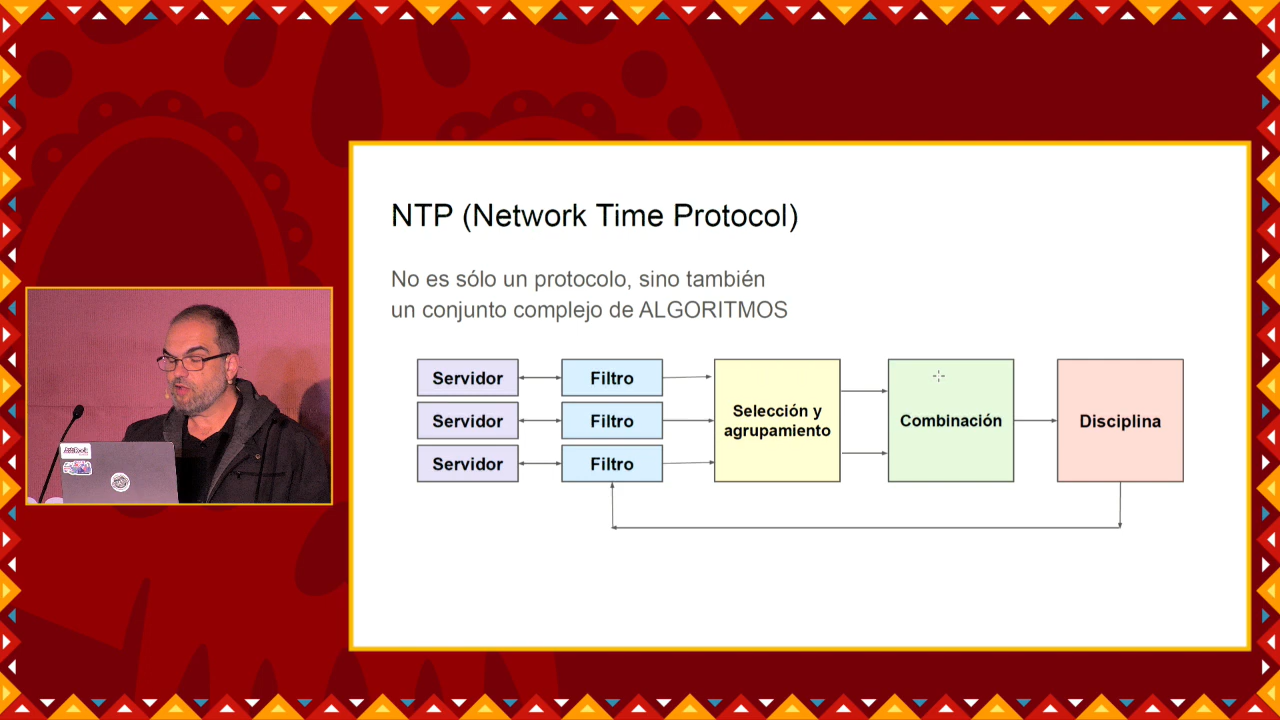 NTP (Network Time Protocol)
No es sólo un protocolo, sino también
un conjunto complejo de ALGORITMOS
Servidor
Filtro
Servidor
Filtro
Servidor
Filtro
Selección y
agrupamiento
Combinación
Disciplina